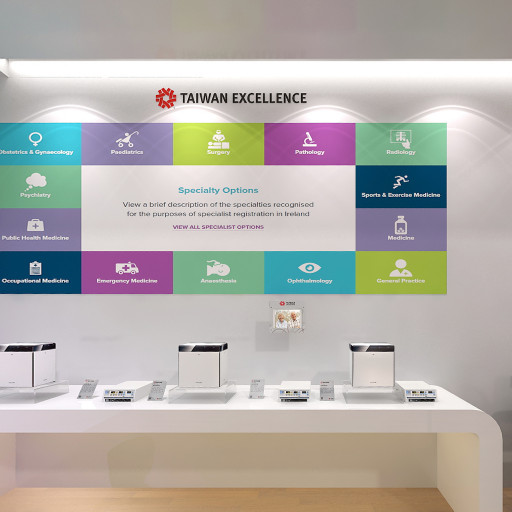 TAIWAN EXCELLENCE
Obstetrics & Gynaecology
Paediatrics
Surgery
Pathology
Radiology
Psychiatry
Specialty Options
View a brief description of the specialties recognised
for the purposes of specialist registration in Ireland
VIEW ALL SPECIALIST OPTIONS
Sports & Exercise Medicine
Public Health Medicine
Medicine
Occupational Medicine
Emergency Medicine
Anaesthesia
Ophthalmology
General Practice